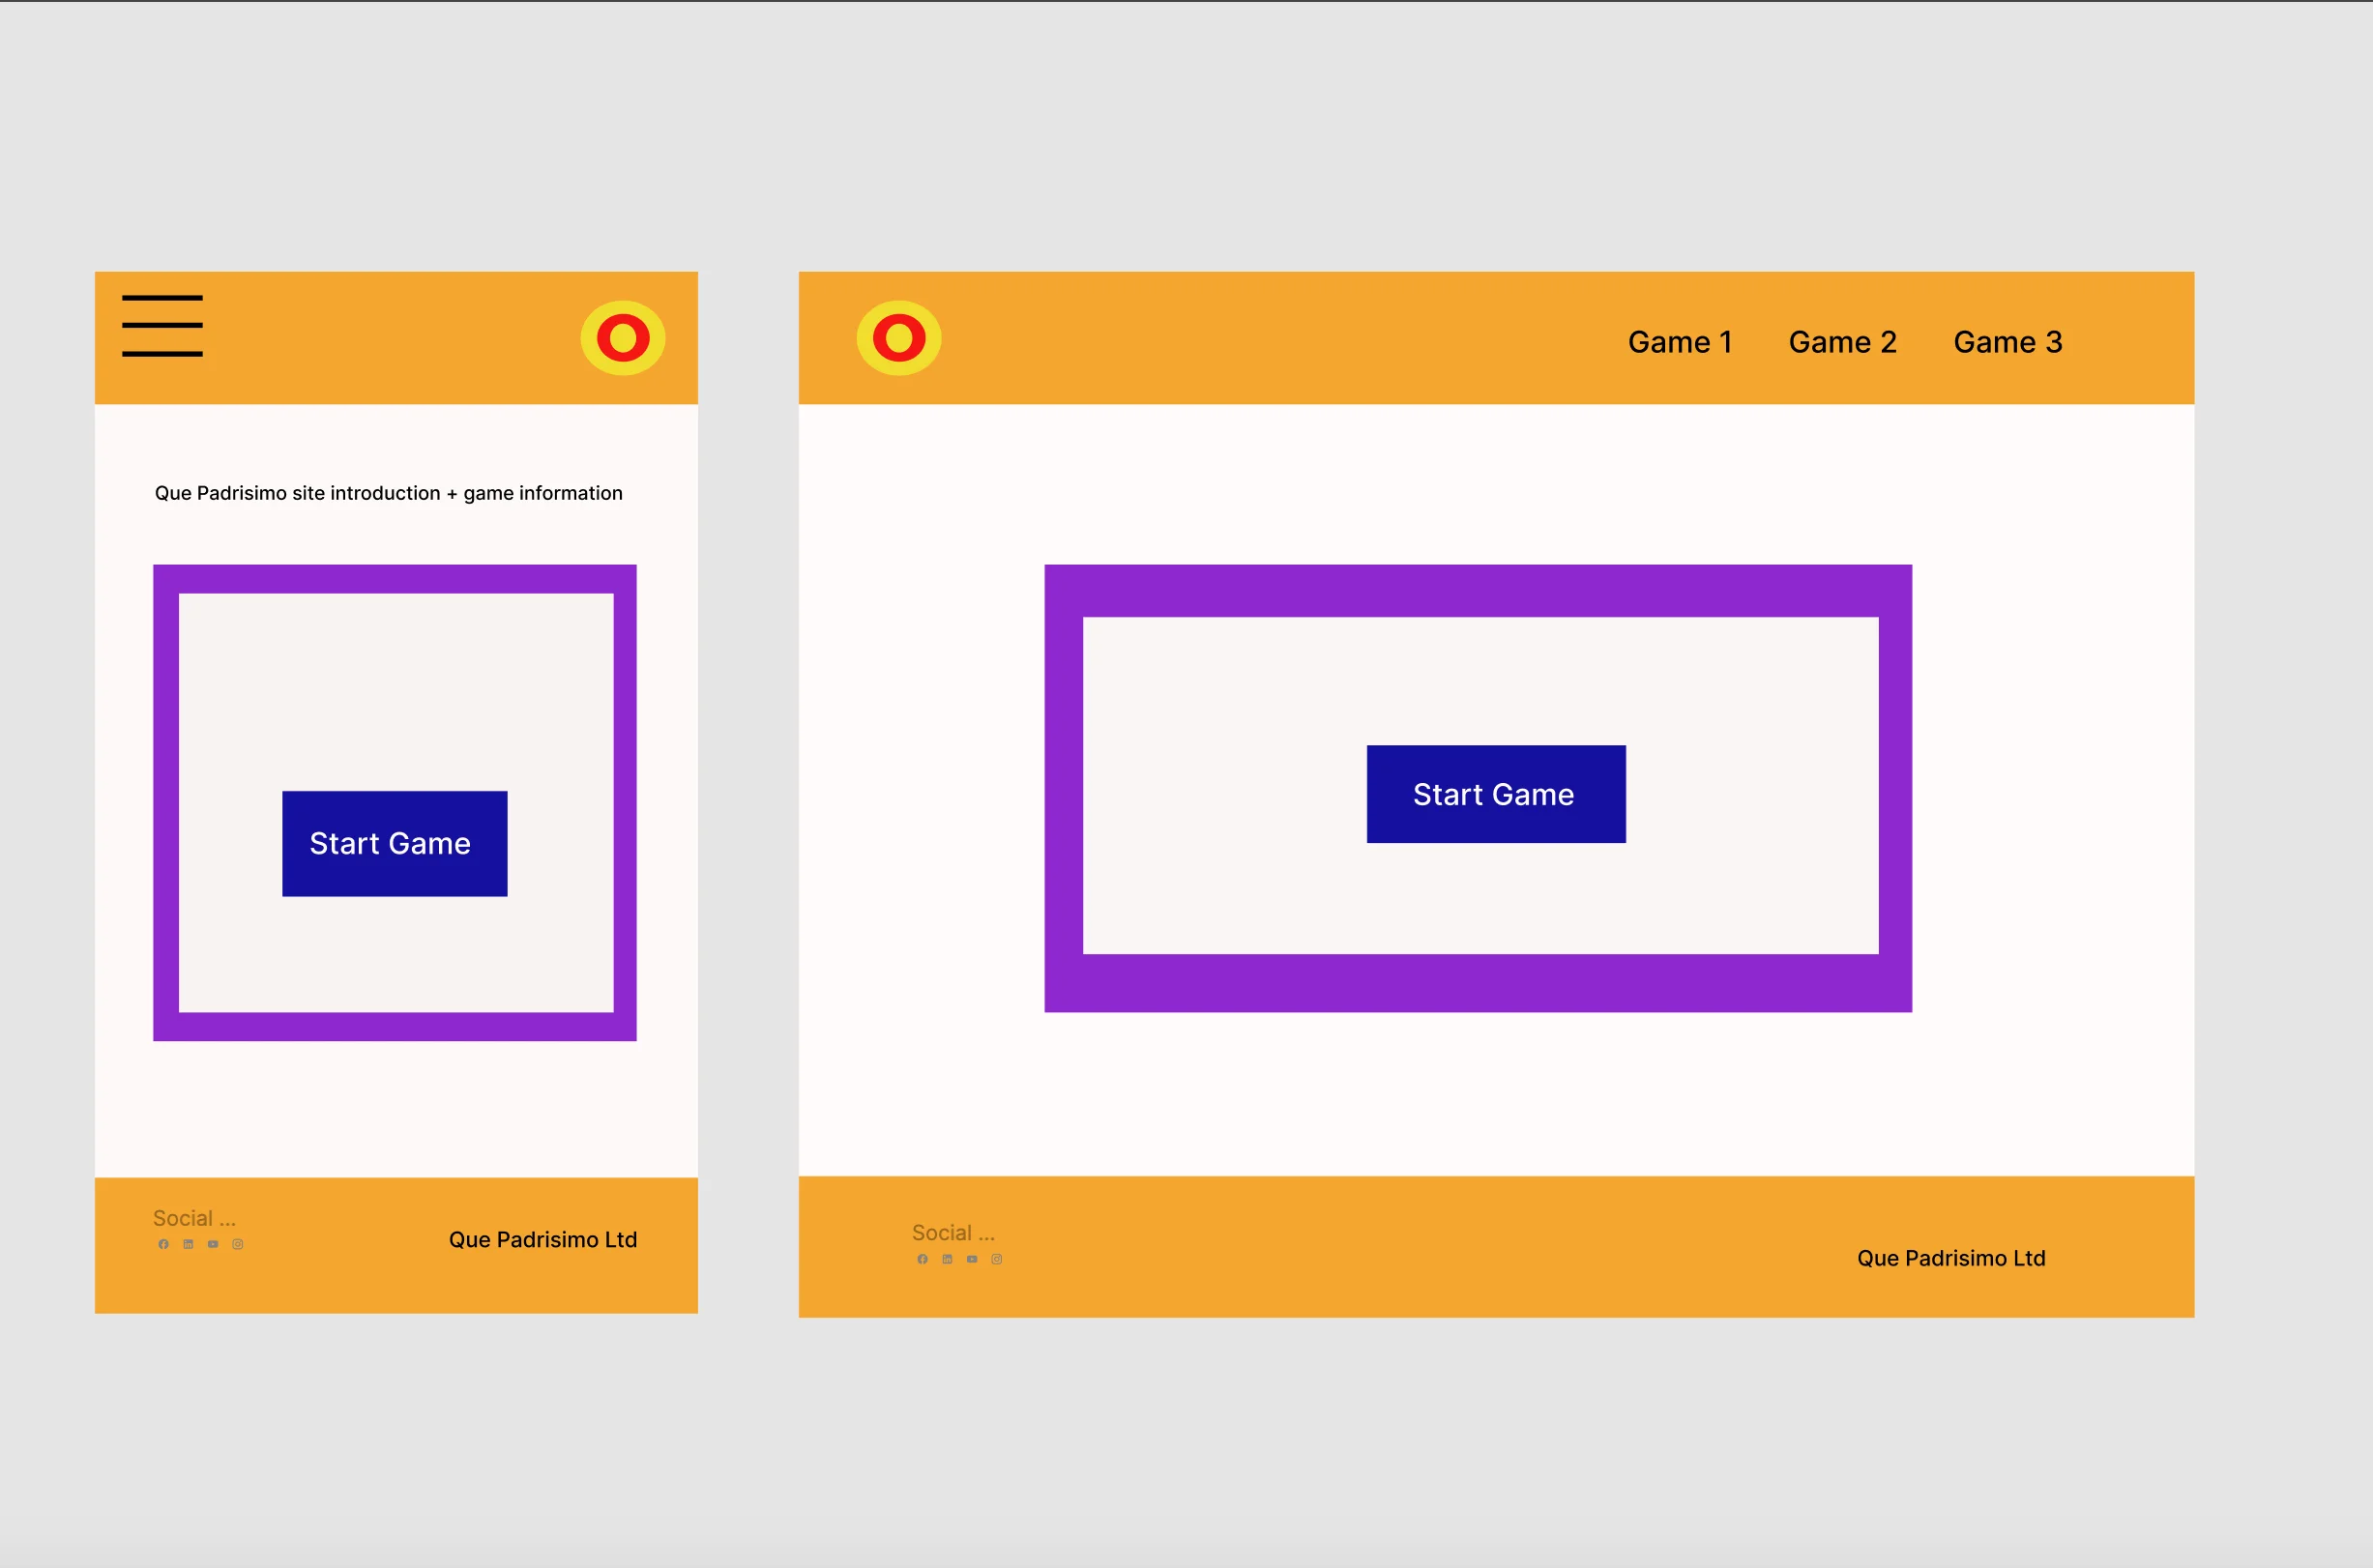 Game 1 Game 2 Game 3
Que Padrisimo site introduction + game information
Start Game
Start Game
Social ...
Que Padrisimo Ltd
Social ...
Que Padrisimo Ltd